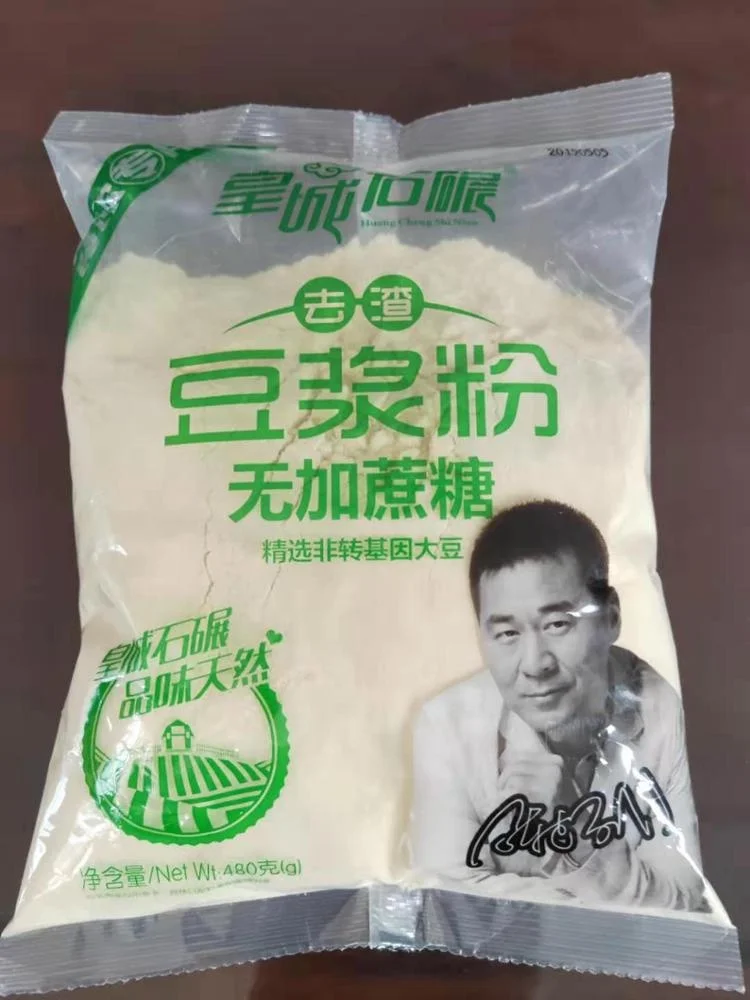 皇城石碾
Huang Cheng Shi Nian
去渣
豆浆粉
无加蔗糖
精选非转基因大豆
皇城石碾
品味天然
净含量/Net Wt:480克(g)